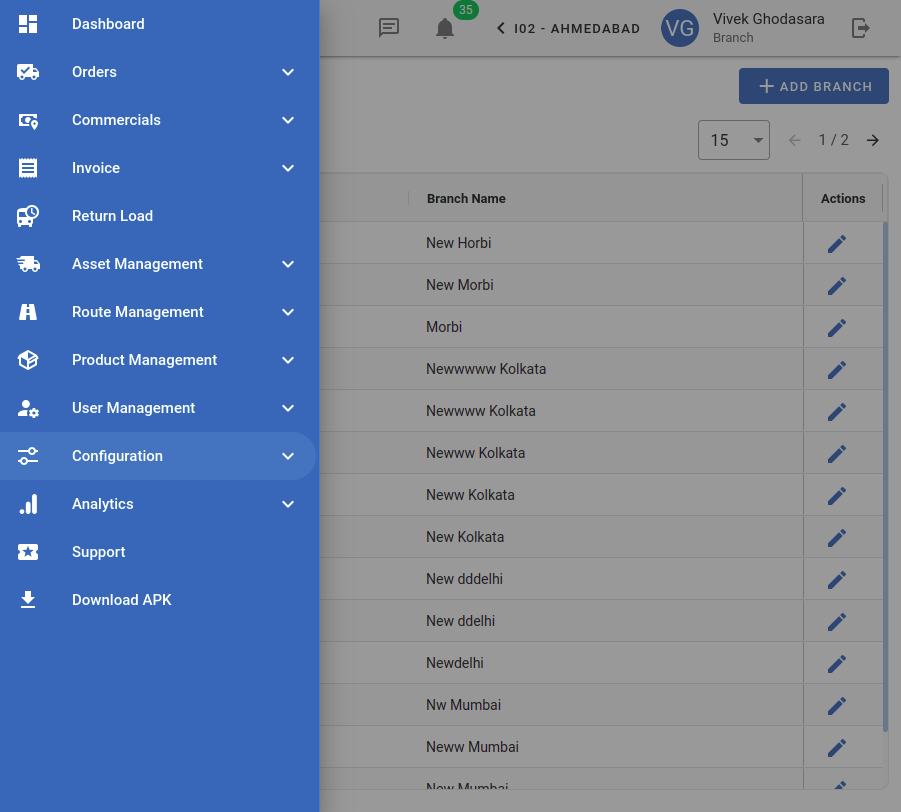 Dashboard
Orders
Commercials
Invoice
Return Load
Asset Management
Route Management
Product Management
User Management
Configuration
Analytics
Support
Download APK
35
I02 - AHMEDABAD
VG
Vivek Ghodasara
Branch
ADD BRANCH
15
1 / 2
Branch Name
Actions
New Horbi
New Morbi
Morbi
Newwwww Kolkata
Newwww Kolkata
Newww Kolkata
Neww Kolkata
New Kolkata
New dddelhi
New ddelhi
Newdelhi
Nw Mumbai
Neww Mumbai
New Mumbai